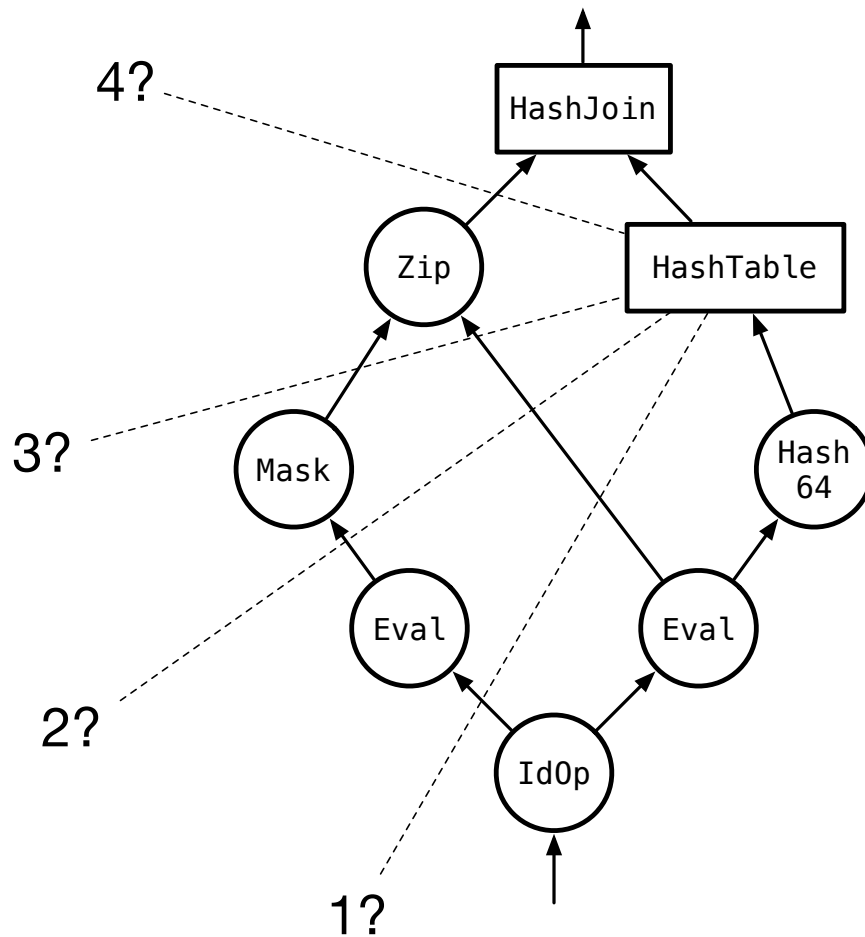 4?
HashJoin
Zip
HashTable
3?
Mask
Hash
64
Eval
Eval
2?
IdOp
1?